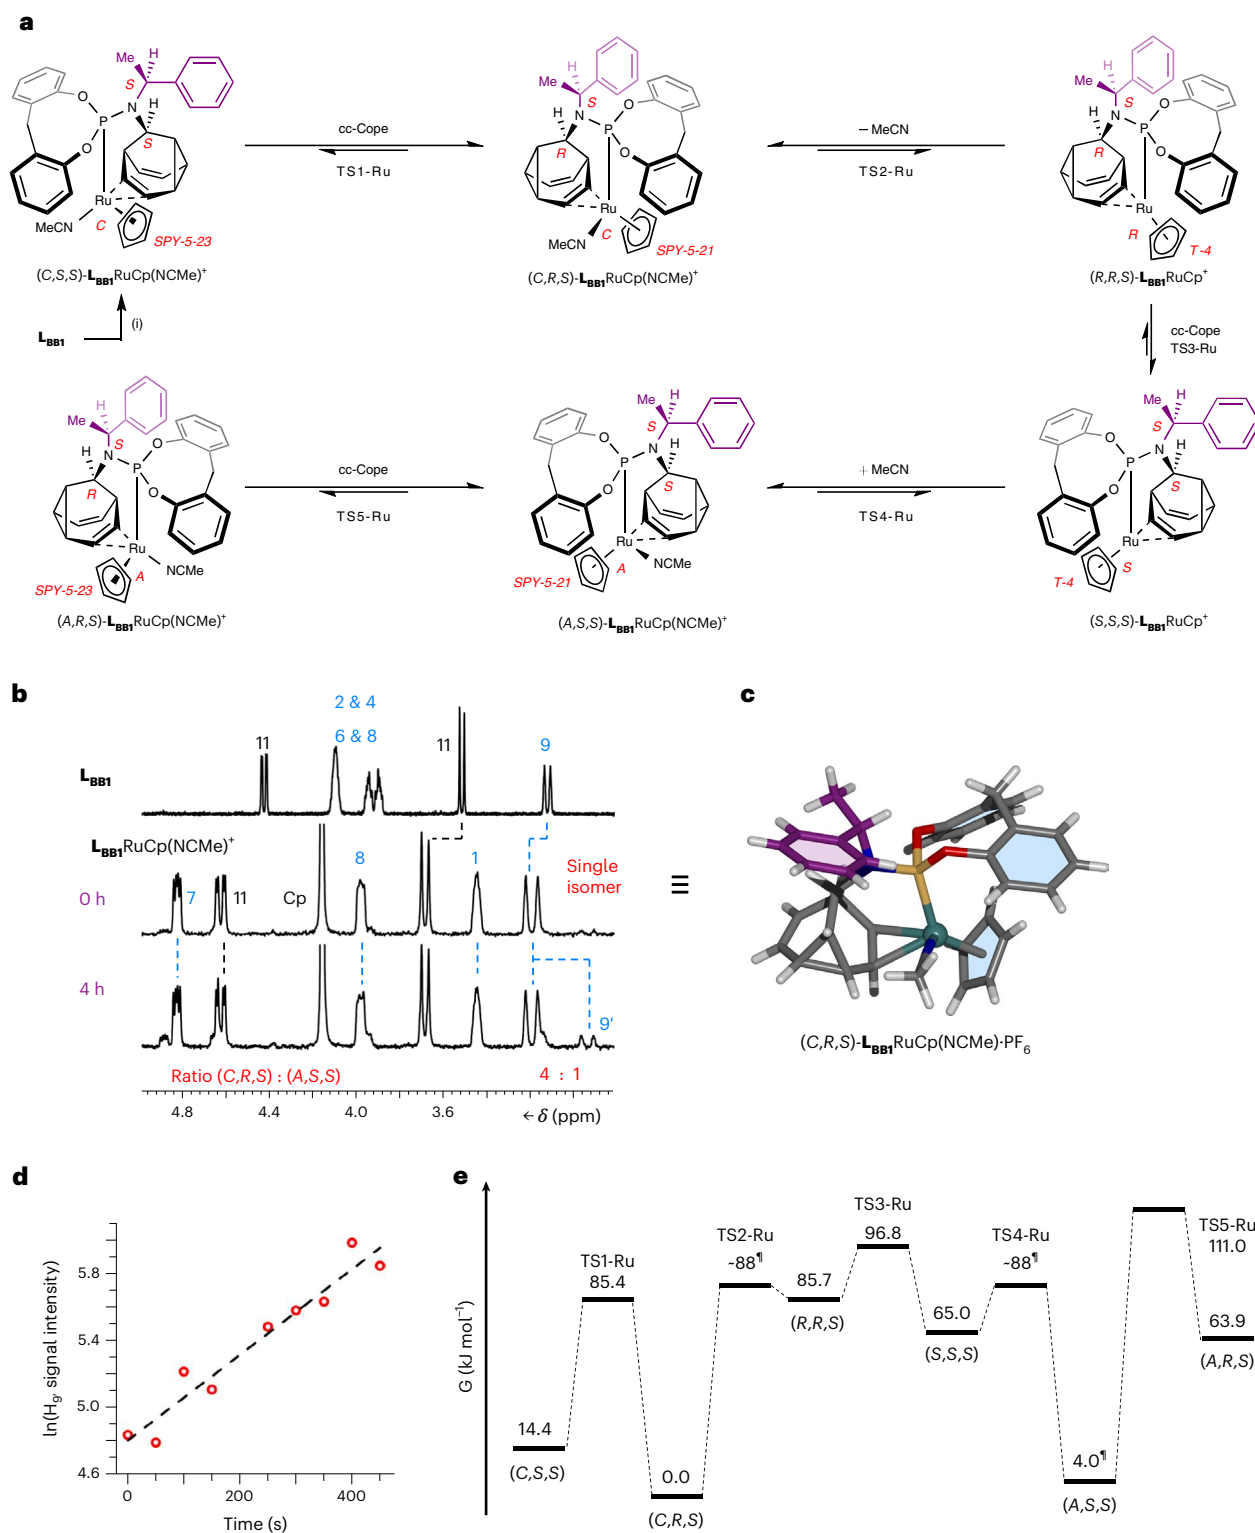 a
Me H
S
N
H
O P
O
S
Ru
MeCN
C
SPY-5-23
(C,S,S)-LBB1RuCp(NCMe)+
cc-Cope
TS1-Ru
Me H
S
H N O
P
R O
Ru
MeCN
C
SPY-5-21
(C,R,S)-LBB1RuCp(NCMe)+
−MeCN
TS2-Ru
H
Me
S
H N O
P
R O
Ru
R
T-4
(R,R,S)-LBB1RuCp+
LBB1
(i)
cc-Cope
TS3-Ru
H
Me
S
H N O
P
R O
Ru
NCMe
SPY-5-23
A
(A,R,S)-LBB1RuCp(NCMe)+
cc-Cope
TS5-Ru
Me H
S
O N
P H
O
S
Ru
NCMe
SPY-5-21
A
(A,S,S)-LBB1RuCp(NCMe)+
+MeCN
TS4-Ru
Me H
S
O N
P H
O
S
Ru
T-4
S
(S,S,S)-LBB1RuCp+
b
2 & 4
6 & 8
11
11
9
LBB1
LBB1RuCp(NCMe)+
0 h
7
11
Cp
8
1
Single
isomer
4 h
9′
Ratio (C,R,S) : (A,S,S)
4 : 1
4.8 4.4 4.0 3.6 ←δ (ppm)
c
≡
(C,R,S)-LBB1RuCp(NCMe)·PF6
d
ln(H9′ signal intensity)
5.8
5.4
5.0
4.6
0 200 400
Time (s)
e
G (kJ mol−1)
14.4
(C,S,S)
TS1-Ru
85.4
0.0
(C,R,S)
TS2-Ru
~88¶
85.7
(R,R,S)
TS3-Ru
96.8
65.0
(S,S,S)
TS4-Ru
~88¶
4.0¶
(A,S,S)
TS5-Ru
111.0
63.9
(A,R,S)